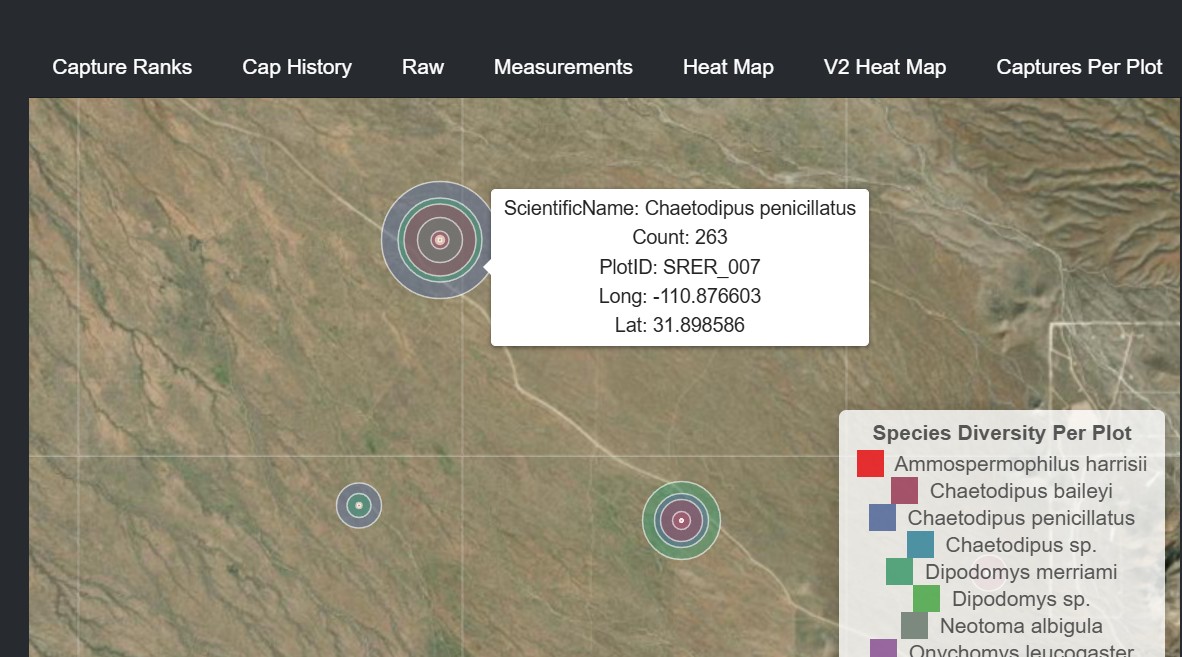 Capture Ranks Cap History Raw Measurements Heat Map V2 Heat Map Captures Per Plot
ScientificName: Chaetodipus penicillatus
Count: 263
PlotID: SRER_007
Long: -110.876603
Lat: 31.898586
Species Diversity Per Plot
Ammospermophilus harrisii
Chaetodipus baileyi
Chaetodipus penicillatus
Chaetodipus sp.
Dipodomys merriami
Dipodomys sp.
Neotoma albigula
Onychomys leucogaster